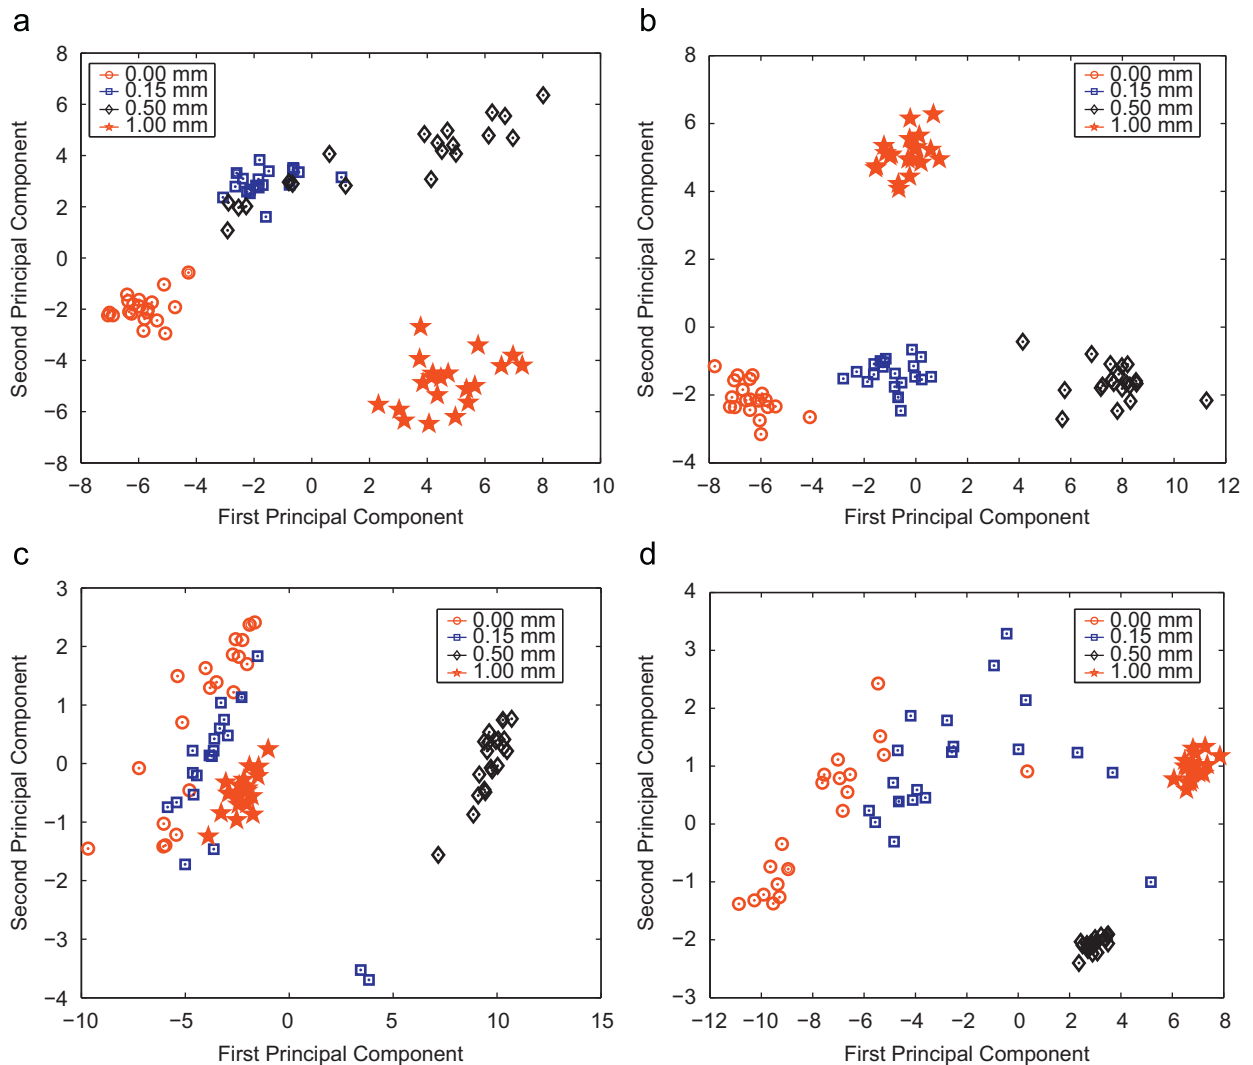 a
8
6
4
2
0
−2
−4
−6
−8
−8
−6
−4
−2
0
2
4
6
8
10
Second Principal Component
First Principal Component
0.00 mm
0.15 mm
0.50 mm
1.00 mm
b
8
6
4
2
0
−2
−4
−8
−6
−4
−2
0
2
4
6
8
10
12
Second Principal Component
First Principal Component
0.00 mm
0.15 mm
0.50 mm
1.00 mm
c
3
2
1
0
−1
−2
−3
−4
−10
−5
0
5
10
15
Second Principal Component
First Principal Component
0.00 mm
0.15 mm
0.50 mm
1.00 mm
d
4
3
2
1
0
−1
−2
−3
−12
−10
−8
−6
−4
−2
0
2
4
6
8
Second Principal Component
First Principal Component
0.00 mm
0.15 mm
0.50 mm
1.00 mm